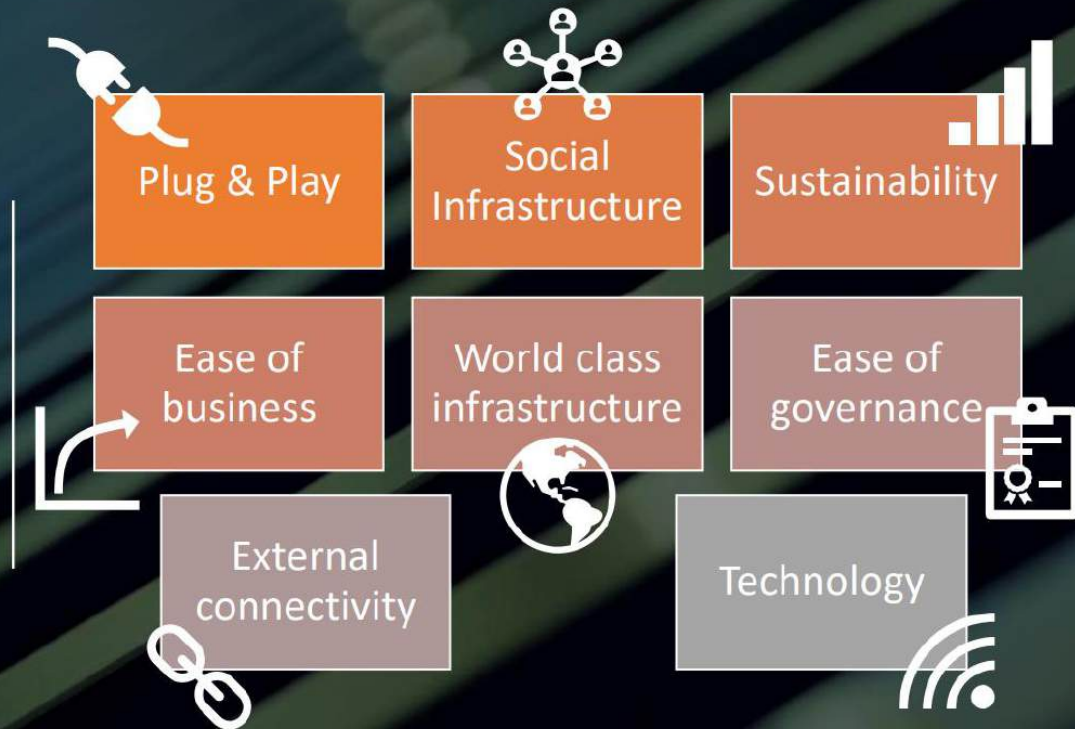 Plug & Play
Social
Infrastructure
Sustainability
Ease of
business
World class
infrastructure
Ease of
governance
External
connectivity
Technology